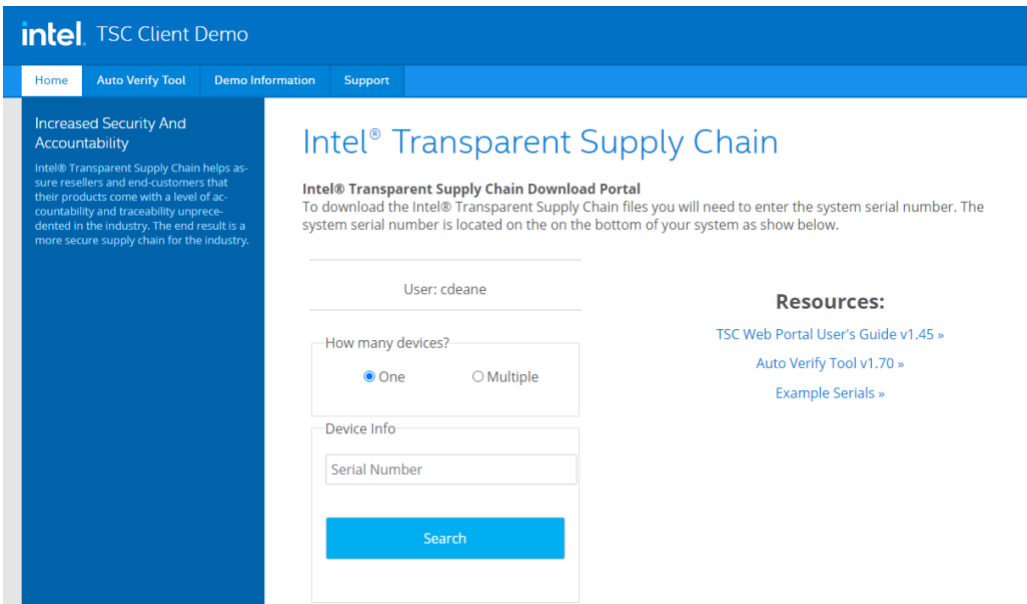 intel. TSC Client Demo
Home Auto Verify Tool Demo Information Support
Increased Security And
Accountability
Intel® Transparent Supply Chain helps as-
sure resellers and end-customers that
their products come with a level of ac-
countability and traceability unprece-
dented in the industry. The end result is a
more secure supply chain for the industry.
Intel® Transparent Supply Chain
Intel® Transparent Supply Chain Download Portal
To download the Intel® Transparent Supply Chain files you will need to enter the system serial number. The
system serial number is located on the on the bottom of your system as show below.
User: cdeane
How many devices?
One Multiple
Device Info
Serial Number
Search
Resources:
TSC Web Portal User's Guide v1.45 »
Auto Verify Tool v1.70 »
Example Serials »